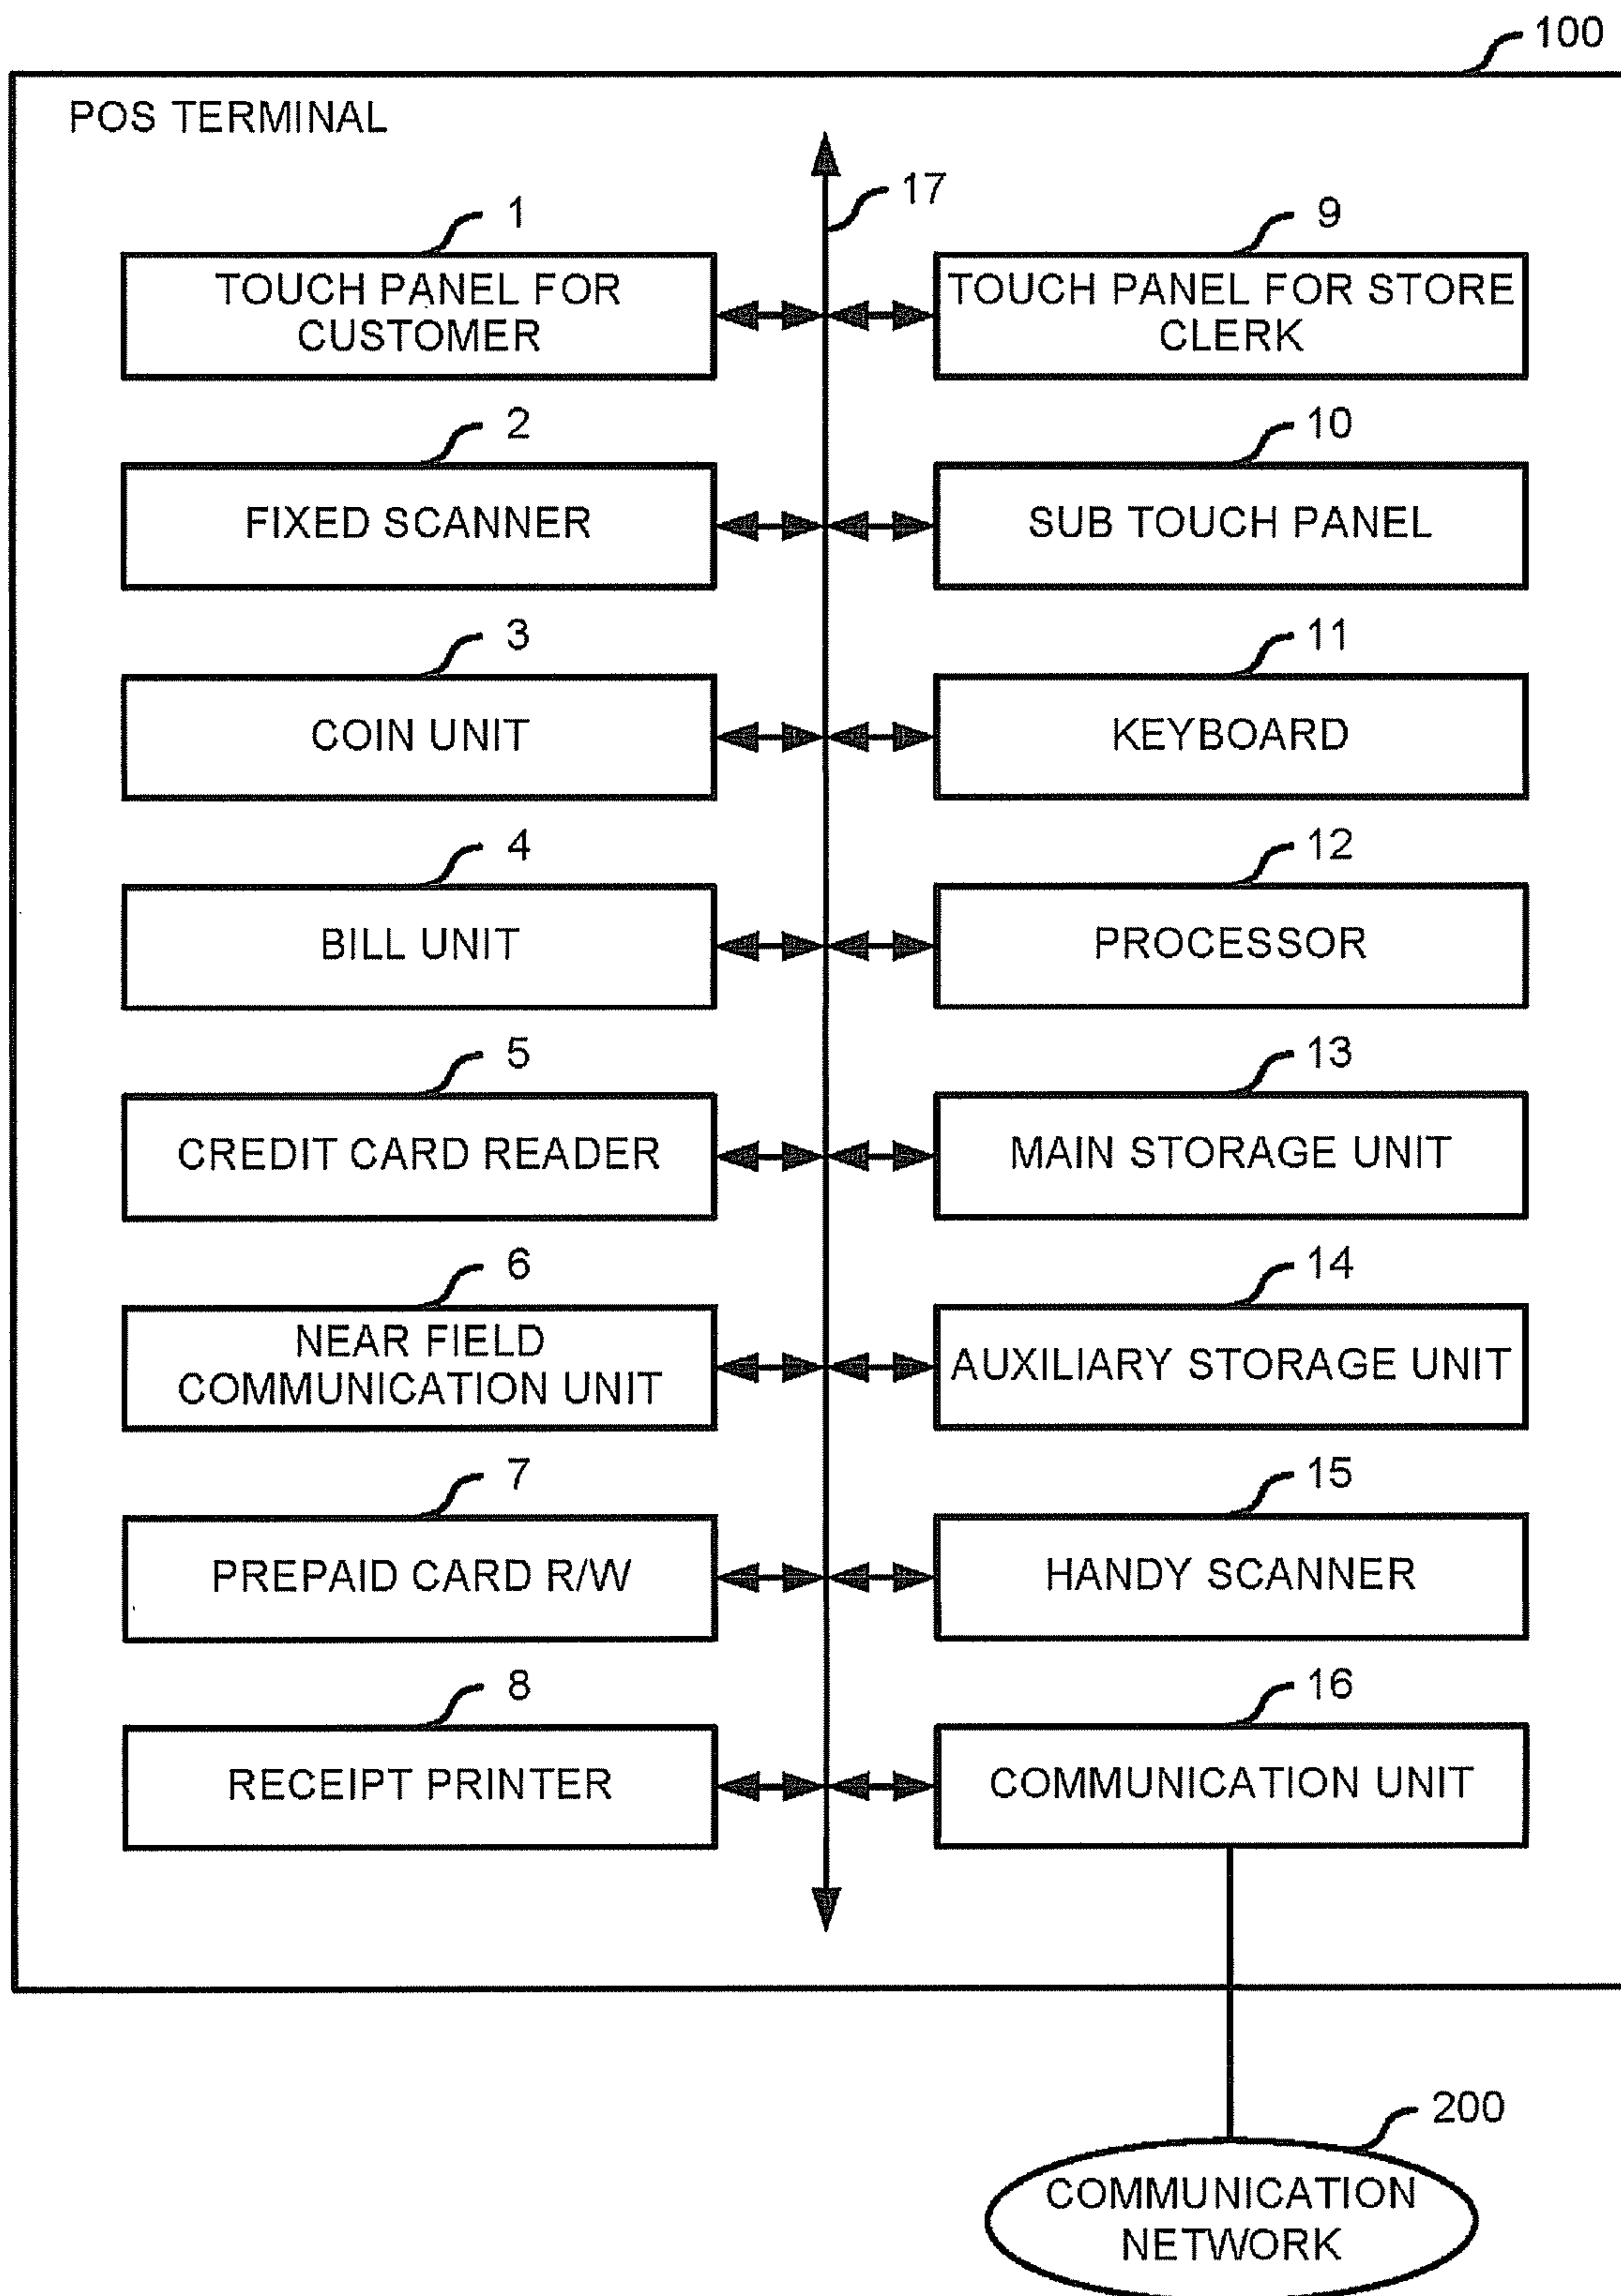 100
POS TERMINAL
17
1
TOUCH PANEL FOR
CUSTOMER
9
TOUCH PANEL FOR STORE
CLERK
2
FIXED SCANNER
10
SUB TOUCH PANEL
3
COIN UNIT
11
KEYBOARD
4
BILL UNIT
12
PROCESSOR
5
CREDIT CARD READER
13
MAIN STORAGE UNIT
6
NEAR FIELD
COMMUNICATION UNIT
14
AUXILIARY STORAGE UNIT
7
PREPAID CARD R/W
15
HANDY SCANNER
8
RECEIPT PRINTER
16
COMMUNICATION UNIT
200
COMMUNICATION
NETWORK